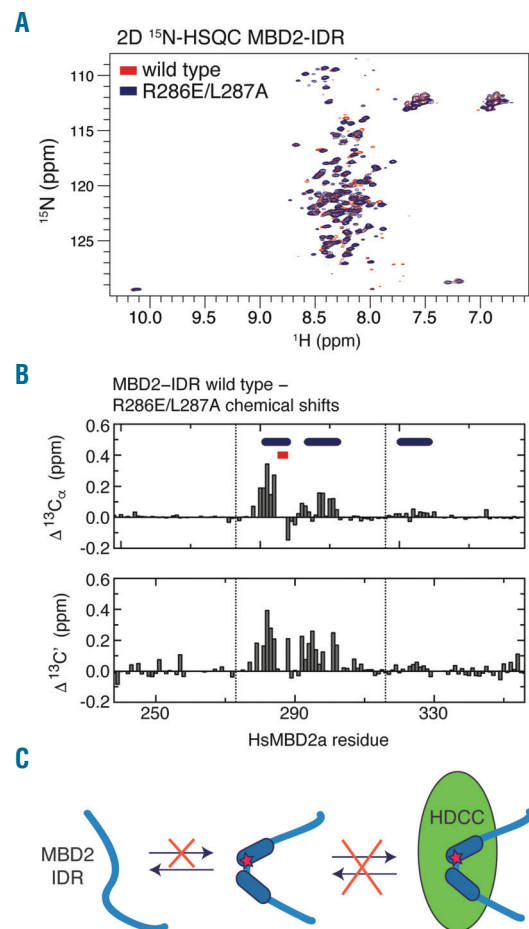 A
2D ¹⁵N-HSQC MBD2-IDR
wild type
R286E/L287A
110
115
120
125
¹⁵N (ppm)
10.0 9.5 9.0 8.5 8.0 7.5 7.0
¹H (ppm)
B
MBD2–IDR wild type –
R286E/L287A chemical shifts
0.6
0.4
0.2
0.0
-0.2
Δ ¹³Cα (ppm)
0.6
0.4
0.2
0.0
-0.2
Δ ¹³C' (ppm)
250 290 330
HsMBD2a residue
C
MBD2
IDR
HDCC